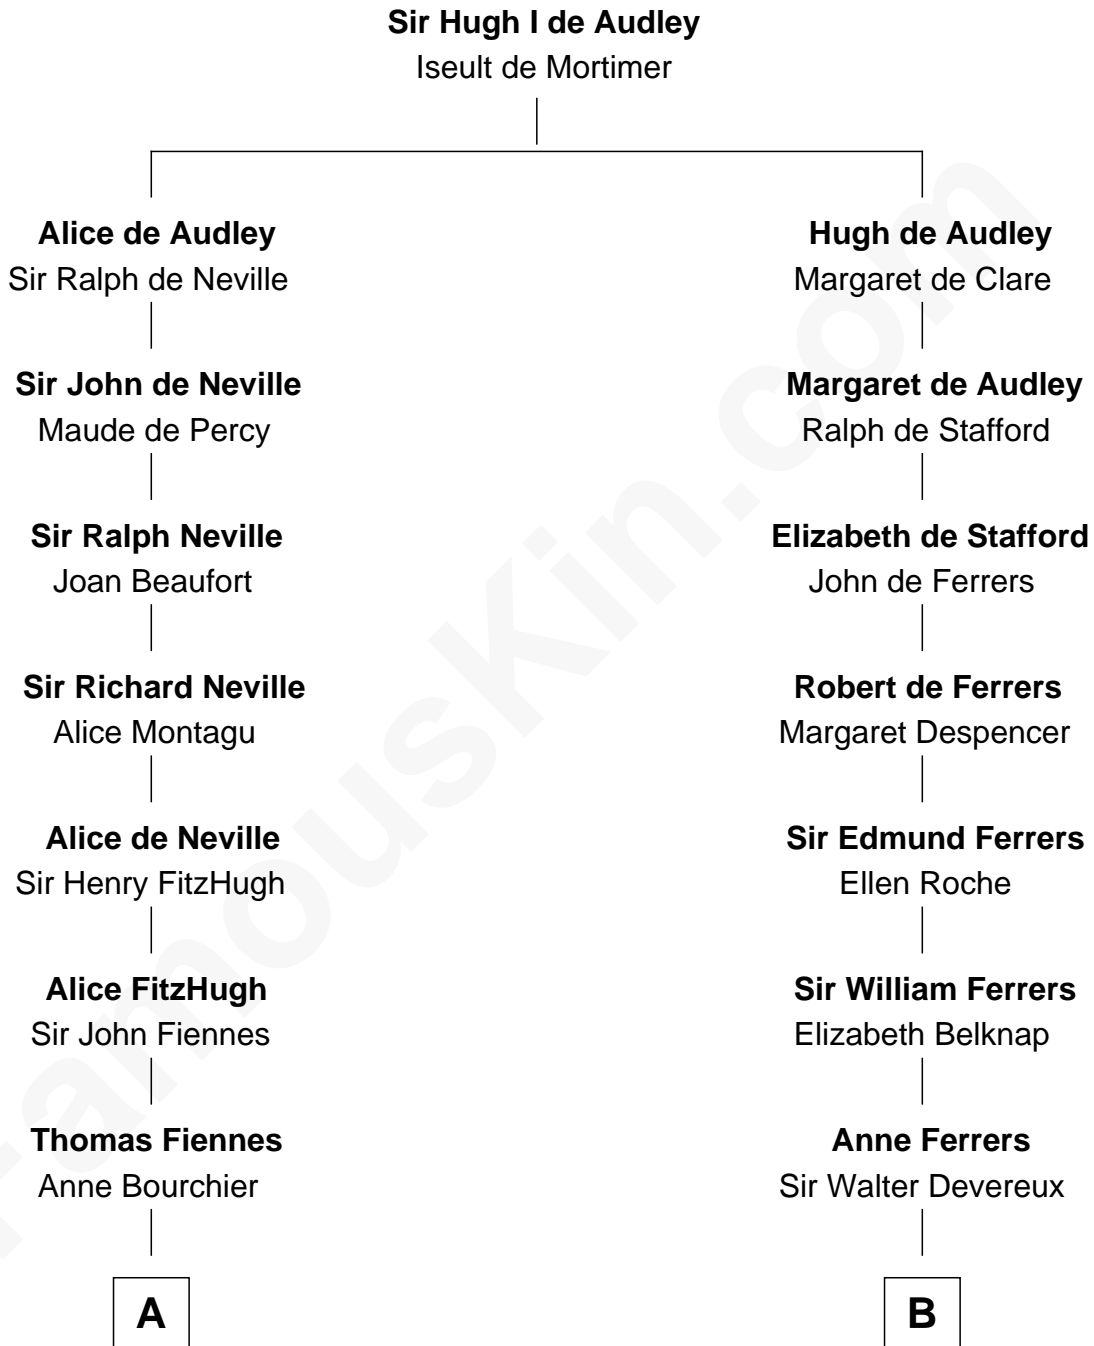 Sir Hugh I de Audley
Iseult de Mortimer
Alice de Audley
Sir Ralph de Neville
Hugh de Audley
Margaret de Clare
Sir John de Neville
Maude de Percy
Margaret de Audley
Ralph de Stafford
Sir Ralph Neville
Joan Beaufort
Elizabeth de Stafford
John de Ferrers
Sir Richard Neville
Alice Montagu
Robert de Ferrers
Margaret Despencer
Alice de Neville
Sir Henry FitzHugh
Sir Edmund Ferrers
Ellen Roche
Alice FitzHugh
Sir John Fiennes
Sir William Ferrers
Elizabeth Belknap
Thomas Fiennes
Anne Bourchier
Anne Ferrers
Sir Walter Devereux
A
B
FamousKin.com